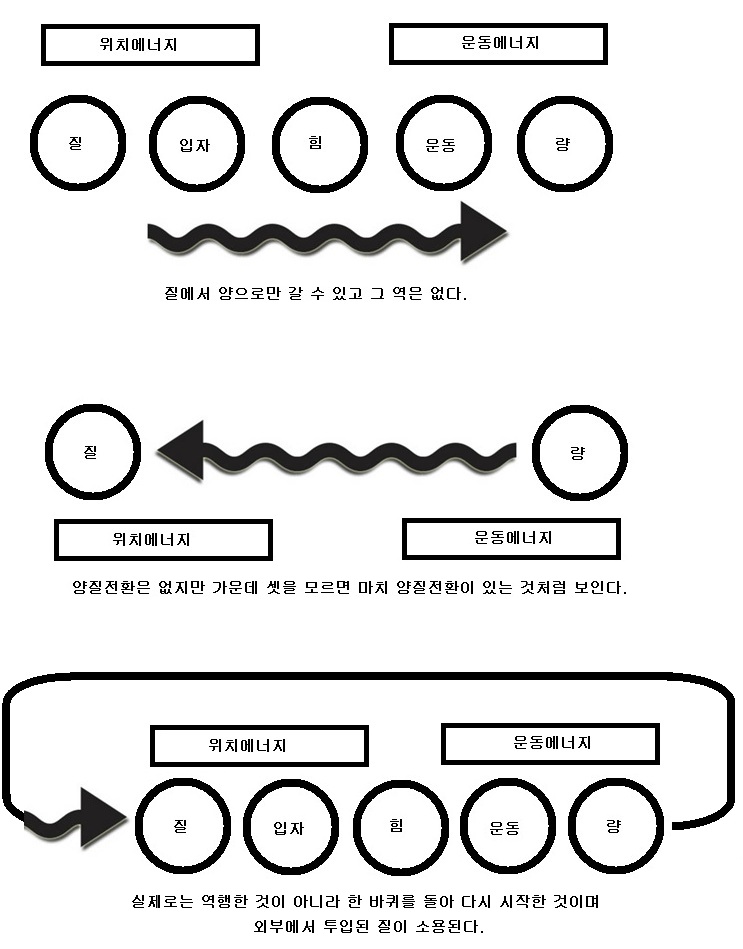 위치에너지
운동에너지
질
입자
힘
운동
량
질에서 양으로만 갈 수 있고 그 역은 없다.
질
량
위치에너지
운동에너지
양질전환은 없지만 가운데 셋을 모르면 마치 양질전환이 있는 것처럼 보인다.
위치에너지
운동에너지
질
입자
힘
운동
량
실제로는 역행한 것이 아니라 한 바퀴를 돌아 다시 시작한 것이며
외부에서 투입된 질이 소용된다.